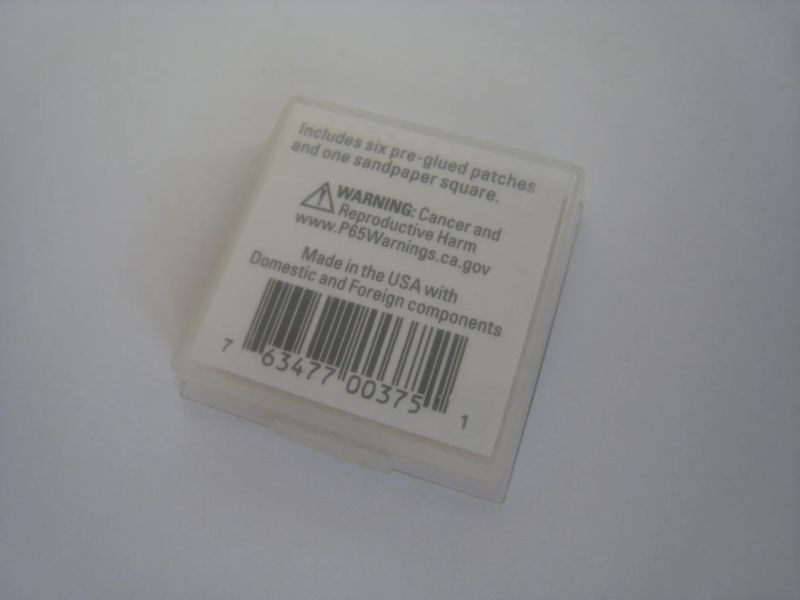 Includes six pre-glued patches
and one sandpaper square.
WARNING: Cancer and
Reproductive Harm
www.P65Warnings.ca.gov
Made in the USA with
Domestic and Foreign components
7 63477 00375 1